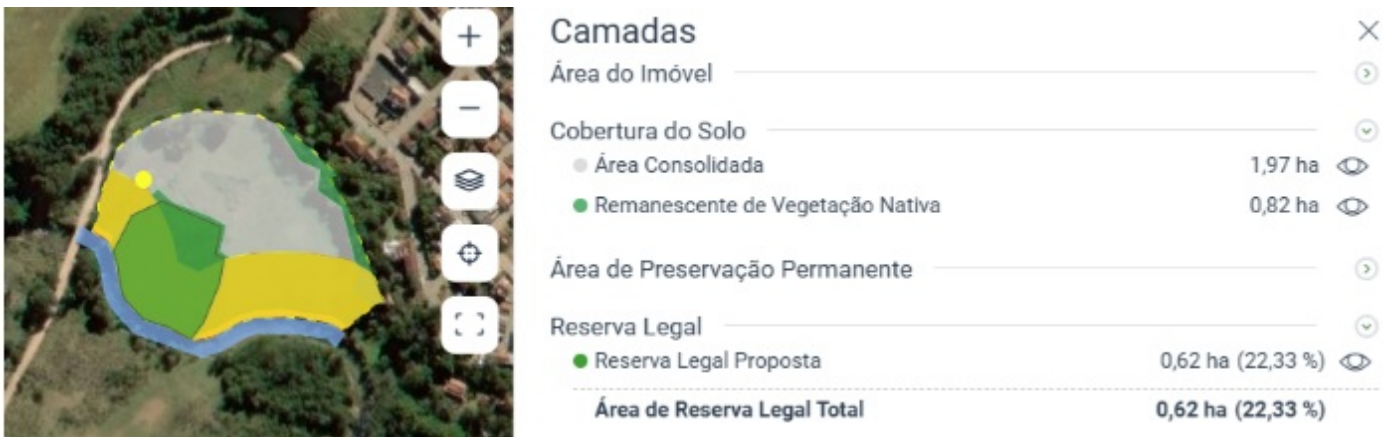 Camadas
Área do Imóvel
Cobertura do Solo
Área Consolidada 1,97 ha
Remanescente de Vegetação Nativa 0,82 ha
Área de Preservação Permanente
Reserva Legal
Reserva Legal Proposta 0,62 ha (22,33 %)
Área de Reserva Legal Total 0,62 ha (22,33 %)